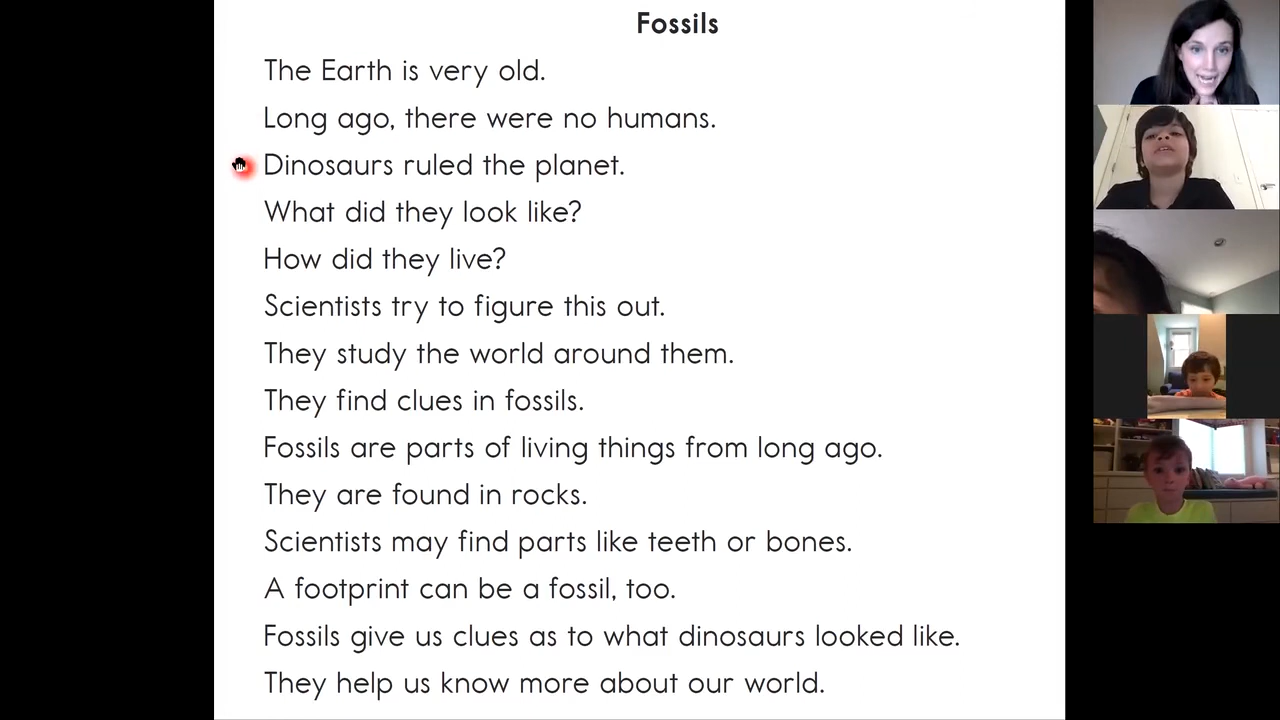 Fossils
The Earth is very old.
Long ago, there were no humans.
Dinosaurs ruled the planet.
What did they look like?
How did they live?
Scientists try to figure this out.
They study the world around them.
They find clues in fossils.
Fossils are parts of living things from long ago.
They are found in rocks.
Scientists may find parts like teeth or bones.
A footprint can be a fossil, too.
Fossils give us clues as to what dinosaurs looked like.
They help us know more about our world.